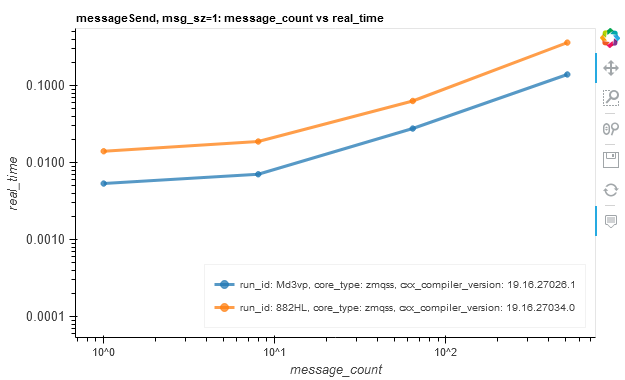 messageSend, msg_sz=1: message_count vs real_time
0.1000
0.0100
0.0010
0.0001
real_time
run_id: Md3vp, core_type: zmqss, cxx_compiler_version: 19.16.27026.1
run_id: 882HL, core_type: zmqss, cxx_compiler_version: 19.16.27034.0
10^0
10^1
10^2
message_count